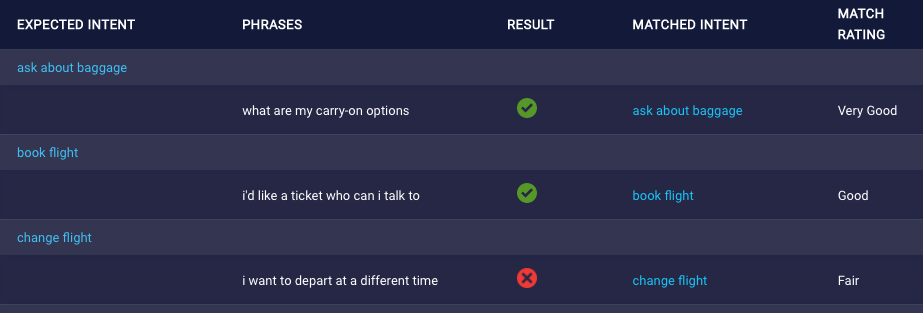 EXPECTED INTENT PHRASES RESULT MATCHED INTENT MATCH RATING
ask about baggage
what are my carry-on options ask about baggage Very Good
book flight
i'd like a ticket who can i talk to book flight Good
change flight
i want to depart at a different time change flight Fair